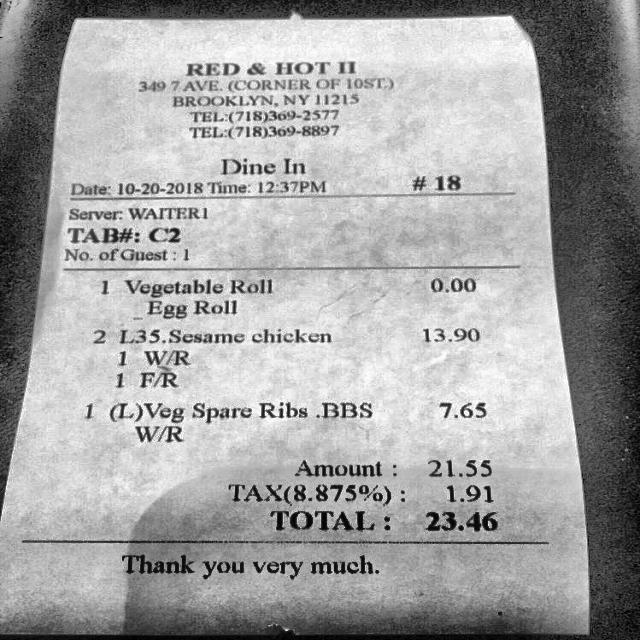 RED & HOT II
349 7 AVE. (CORNER OF 10ST.)
BROOKLYN, NY 11215
TEL:(718)369-2577
TEL:(718)369-8897
Dine In
Date: 10-20-2018 Time: 12:37PM # 18
Server: WAITER1
TAB#: C2
No. of Guest : 1
1 Vegetable Roll 0.00
_Egg Roll
2 L35.Sesame chicken 13.90
1 W/R
1 F/R
1 (L)Veg Spare Ribs .BBS 7.65
W/R
Amount : 21.55
TAX(8.875%) : 1.91
TOTAL : 23.46
Thank you very much.